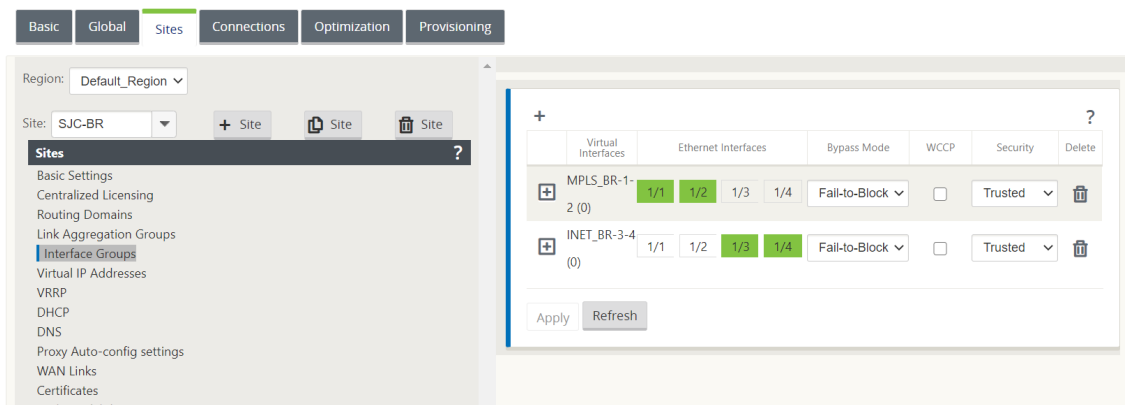 Basic Global Sites Connections Optimization Provisioning
Region: Default_Region
Site: SJC-BR + Site Site Site
Sites ?
Basic Settings
Centralized Licensing
Routing Domains
Link Aggregation Groups
Interface Groups
Virtual IP Addresses
VRRP
DHCP
DNS
Proxy Auto-config settings
WAN Links
Certificates
+ ?
Virtual
Interfaces Ethernet Interfaces Bypass Mode WCCP Security Delete
MPLS_BR-1-
2 (0) 1/1 1/2 1/3 1/4 Fail-to-Block Trusted
INET_BR-3-4
(0) 1/1 1/2 1/3 1/4 Fail-to-Block Trusted
Apply Refresh